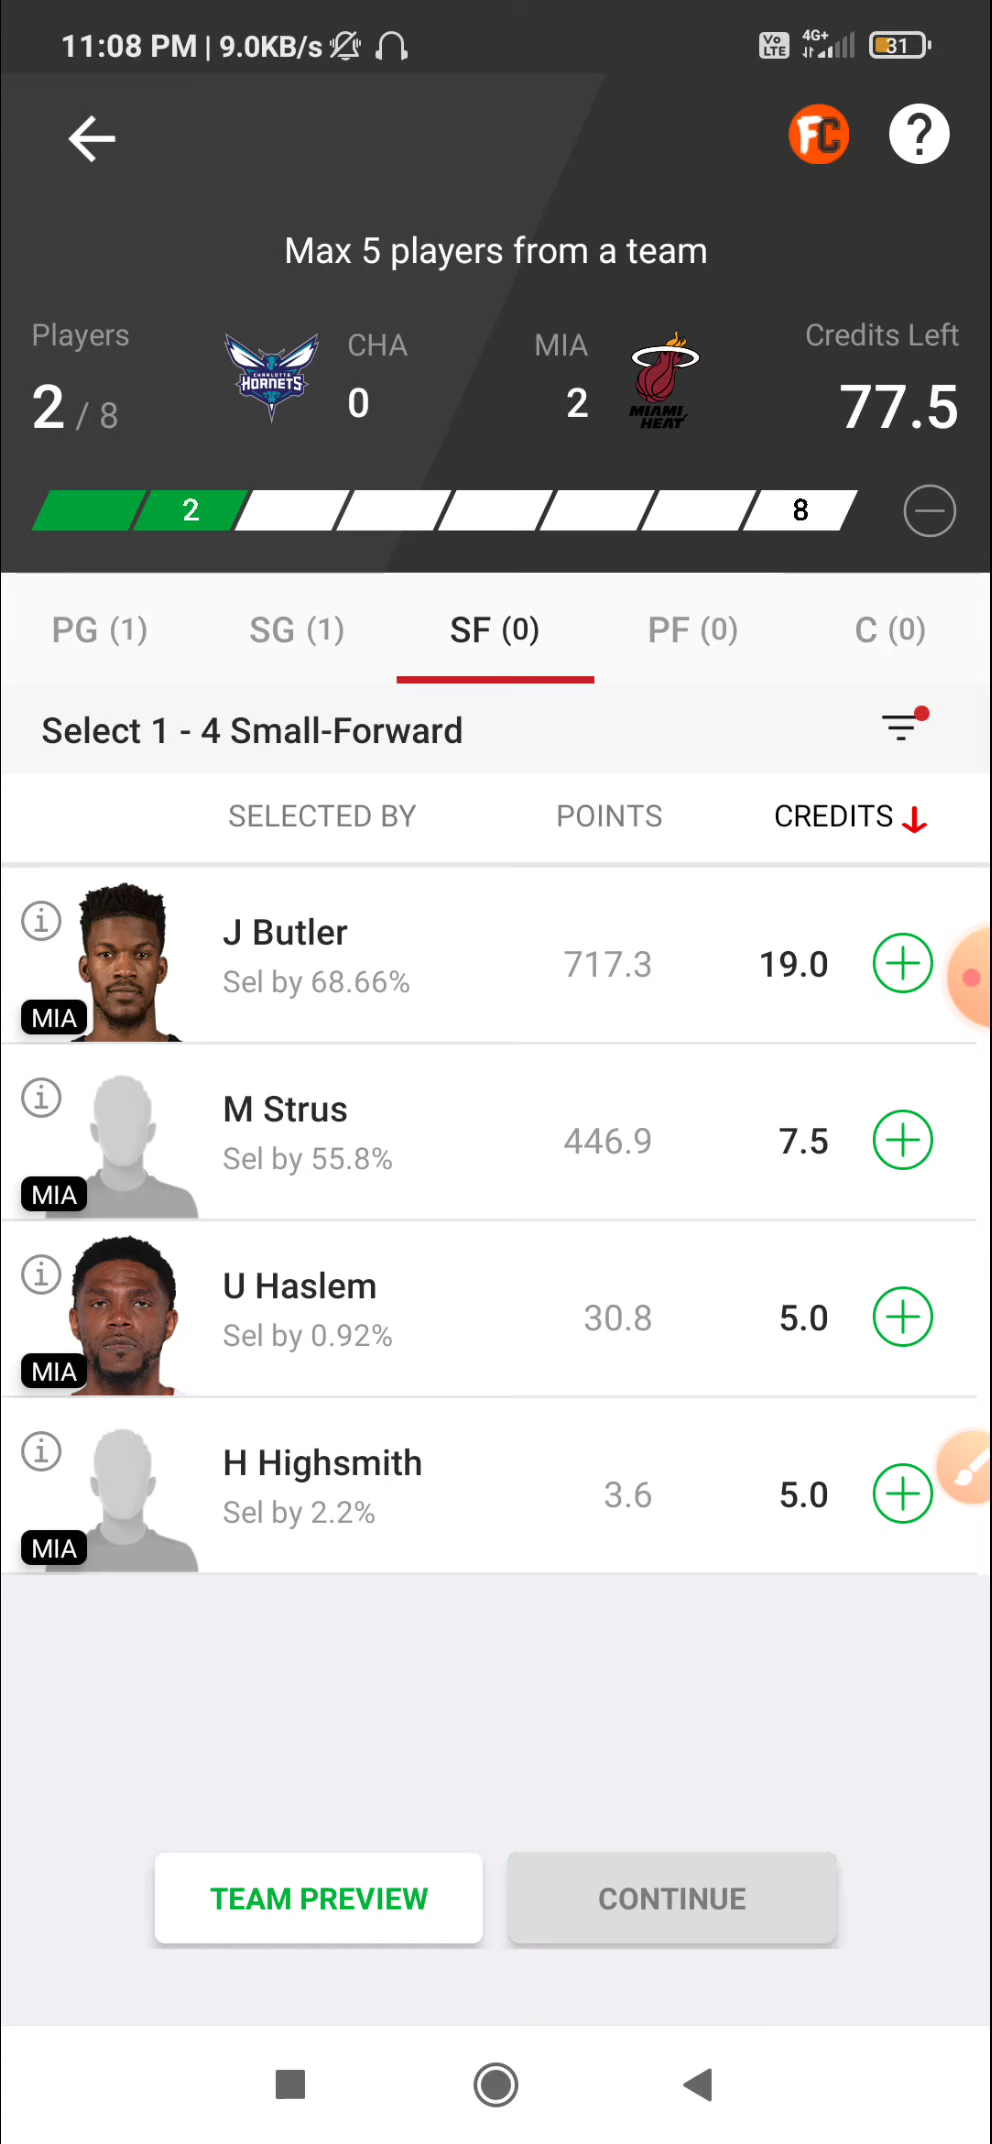 11:08 PM | 9.0KB/s Vo LTE 4G+ 31
FC ?
Max 5 players from a team
Players CHA MIA Credits Left
CHARLOTTE HORNETS
MIAMI HEAT
2 / 8 0 2 77.5
2 8
PG (1) SG (1) SF (0) PF (0) C (0)
Select 1 - 4 Small-Forward
SELECTED BY POINTS CREDITS
J Butler
Sel by 68.66% 717.3 19.0
MIA
M Strus
Sel by 55.8% 446.9 7.5
MIA
U Haslem
Sel by 0.92% 30.8 5.0
MIA
H Highsmith
Sel by 2.2% 3.6 5.0
MIA
TEAM PREVIEW CONTINUE